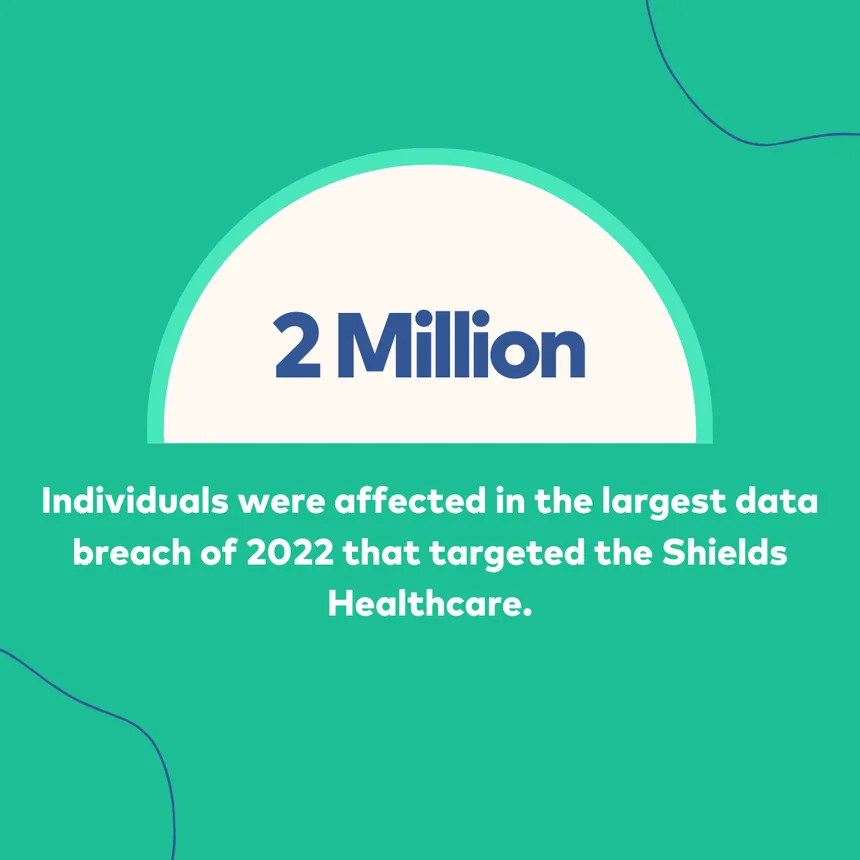 2 Million
Individuals were affected in the largest data
breach of 2022 that targeted the Shields
Healthcare.